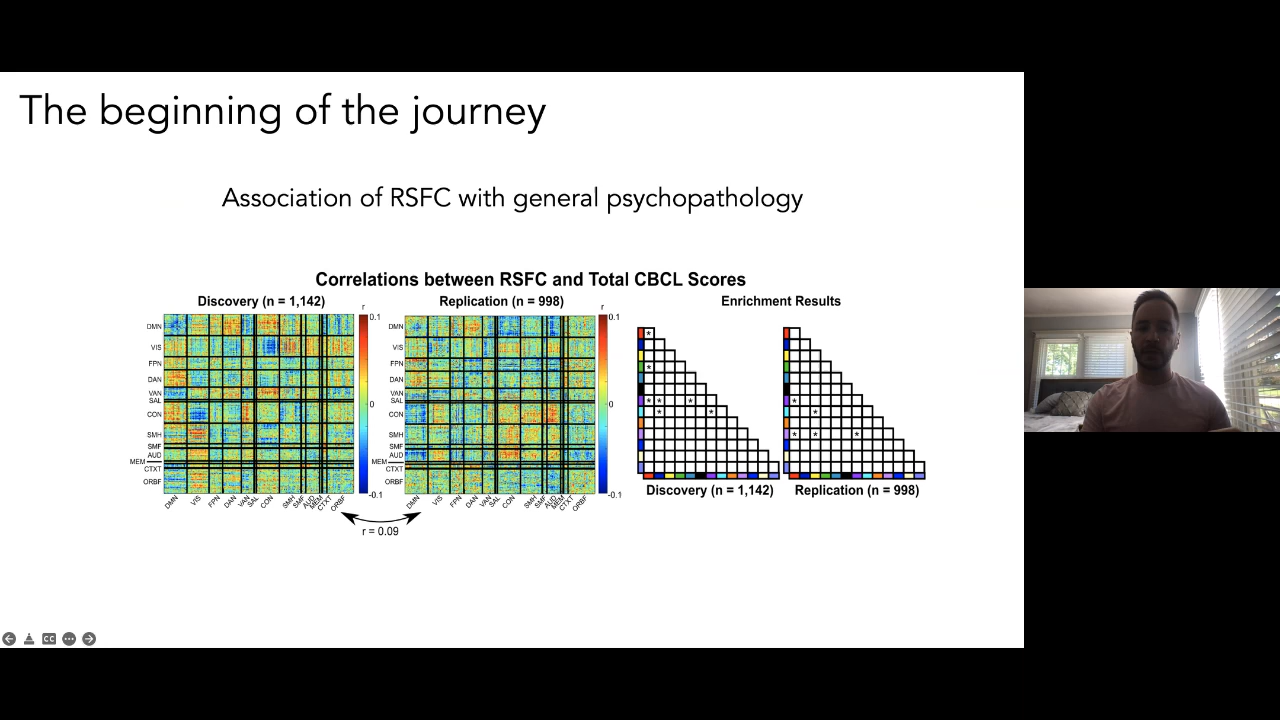 The beginning of the journey
Association of RSFC with general psychopathology
Correlations between RSFC and Total CBCL Scores
Discovery (n = 1,142)
r
Replication (n = 998)
r
Enrichment Results
DMN
VIS
FPN
DAN
VAN
SAL
CON
SMH
SMF
AUD
MEM
CTXT
ORBF
0.1
0
-0.1
DMN
VIS
FPN
DAN
VAN
SAL
CON
SMH
SMF
AUD
MEM
CTXT
ORBF
0.1
0
-0.1
DMN VIS FPN DAN VAN SAL CON SMH SMF AUD MEM CTXT ORBF
DMN VIS FPN DAN VAN SAL CON SMH SMF AUD MEM CTXT ORBF
r = 0.09
Discovery (n = 1,142)
Replication (n = 998)
CC